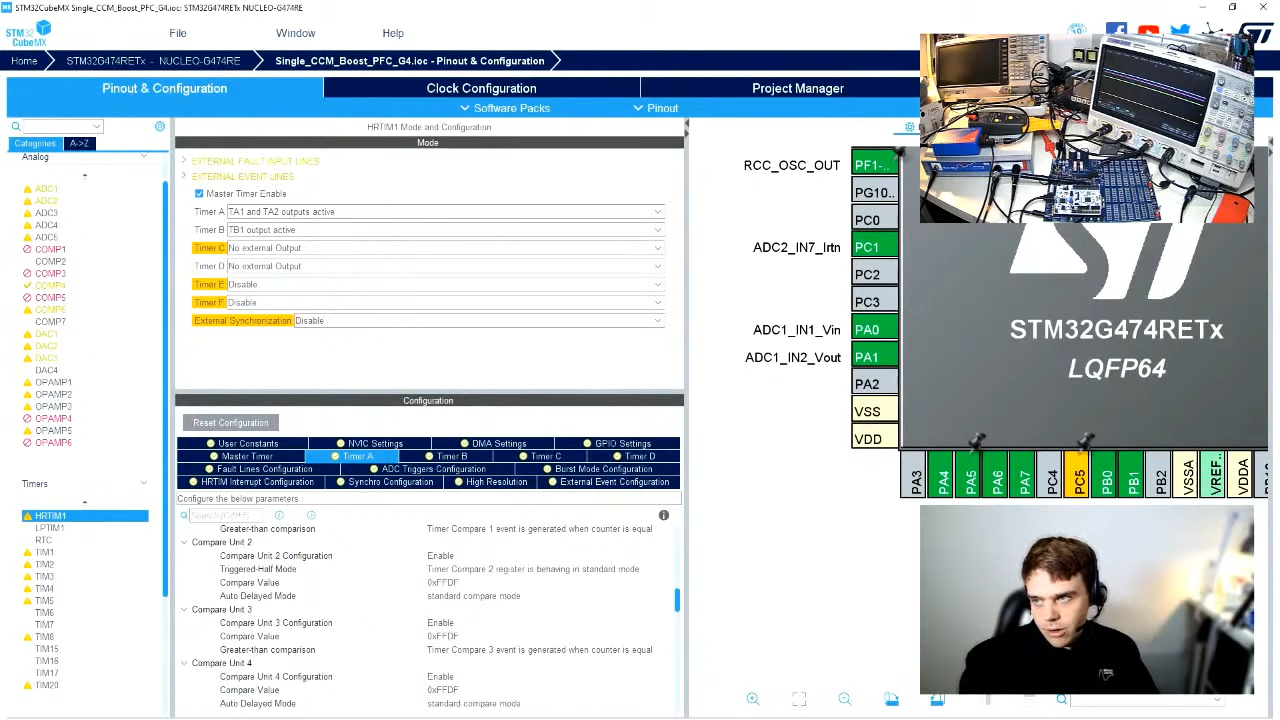 STM32CubeMX Single_CCM_Boost_PFC_G4.ioc: STM32G474RETx NUCLEO-G474RE
STM32
CubeMX
File
Window
Help
Home
STM32G474RETx - NUCLEO-G474RE
Single_CCM_Boost_PFC_G4.ioc - Pinout & Configuration
Pinout & Configuration
Clock Configuration
Project Manager
Software Packs
Pinout
Categories
A->Z
Analog
ADC1
ADC2
ADC3
ADC4
ADC5
COMP1
COMP2
COMP3
COMP4
COMP5
COMP6
COMP7
DAC1
DAC2
DAC3
DAC4
OPAMP1
OPAMP2
OPAMP3
OPAMP4
OPAMP5
OPAMP6
Timers
HRTIM1
LPTIM1
RTC
TIM1
TIM2
TIM3
TIM4
TIM5
TIM6
TIM7
TIM8
TIM15
TIM16
TIM17
TIM20
HRTIM1 Mode and Configuration
Mode
EXTERNAL FAULT INPUT LINES
EXTERNAL EVENT LINES
Master Timer Enable
Timer A TA1 and TA2 outputs active
Timer B TB1 output active
Timer C No external Output
Timer D No external Output
Timer E Disable
Timer F Disable
External Synchronization Disable
Configuration
Reset Configuration
User Constants
NVIC Settings
DMA Settings
GPIO Settings
Master Timer
Timer A
Timer B
Timer C
Timer D
Fault Lines Configuration
ADC Triggers Configuration
Burst Mode Configuration
HRTIM Interrupt Configuration
Synchro Configuration
High Resolution
External Event Configuration
Configure the below parameters :
Search (Ctrl+F)
Greater-than comparison Timer Compare 1 event is generated when counter is equal
Compare Unit 2
Compare Unit 2 Configuration Enable
Triggered-Half Mode Timer Compare 2 register is behaving in standard mode
Compare Value 0xFFDF
Auto Delayed Mode standard compare mode
Compare Unit 3
Compare Unit 3 Configuration Enable
Compare Value 0xFFDF
Greater-than comparison Timer Compare 3 event is generated when counter is equal
Compare Unit 4
Compare Unit 4 Configuration Enable
Compare Value 0xFFDF
Auto Delayed Mode standard compare mode
RCC_OSC_OUT PF1-..
PG10..
PC0
ADC2_IN7_Irtn PC1
PC2
PC3
ADC1_IN1_Vin PA0
ADC1_IN2_Vout PA1
PA2
VSS
VDD
STM32G474RETx
LQFP64
PA3
PA4
PA5
PA6
PA7
PC4
PC5
PB0
PB1
PB2
VSSA
VREF..
VDDA